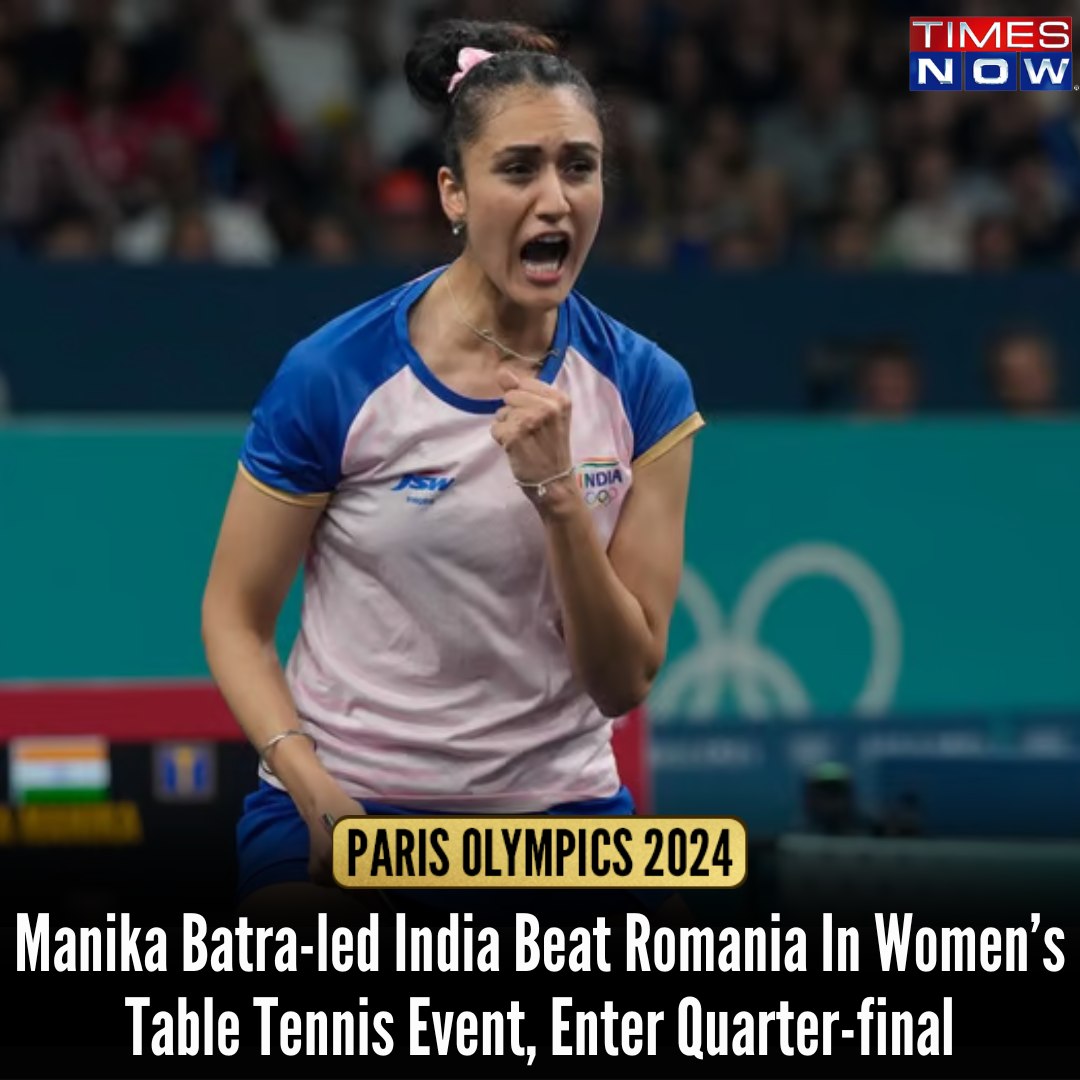 TIMES
NOW
JSW
INDIA
PARIS OLYMPICS 2024
Manika Batra-led India Beat Romania In Women’s
Table Tennis Event, Enter Quarter-final